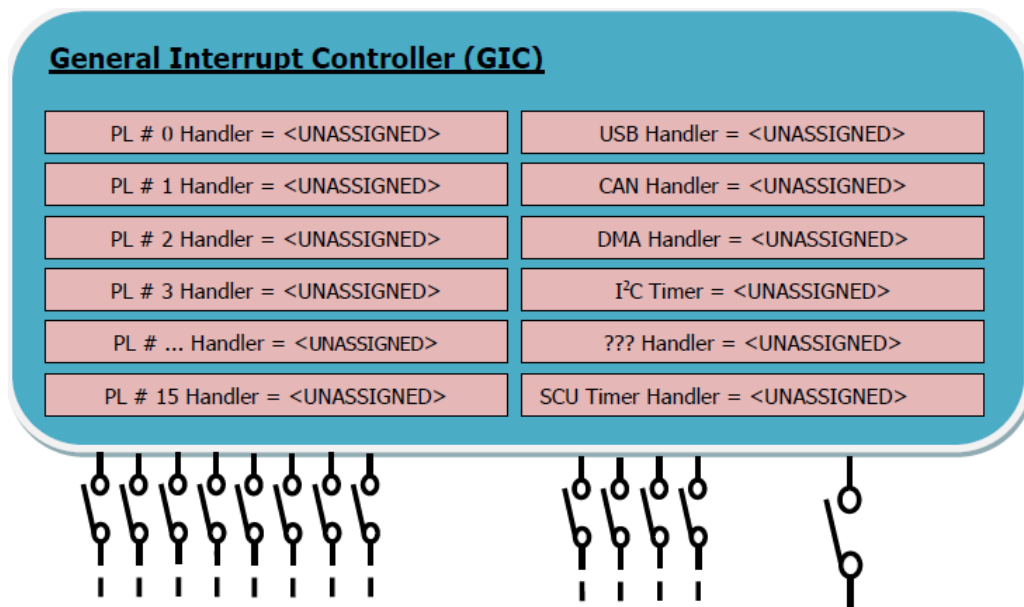 General Interrupt Controller (GIC)
PL # 0 Handler = <UNASSIGNED>
USB Handler = <UNASSIGNED>
PL # 1 Handler = <UNASSIGNED>
CAN Handler = <UNASSIGNED>
PL # 2 Handler = <UNASSIGNED>
DMA Handler = <UNASSIGNED>
PL # 3 Handler = <UNASSIGNED>
I²C Timer = <UNASSIGNED>
PL # ... Handler = <UNASSIGNED>
??? Handler = <UNASSIGNED>
PL # 15 Handler = <UNASSIGNED>
SCU Timer Handler = <UNASSIGNED>